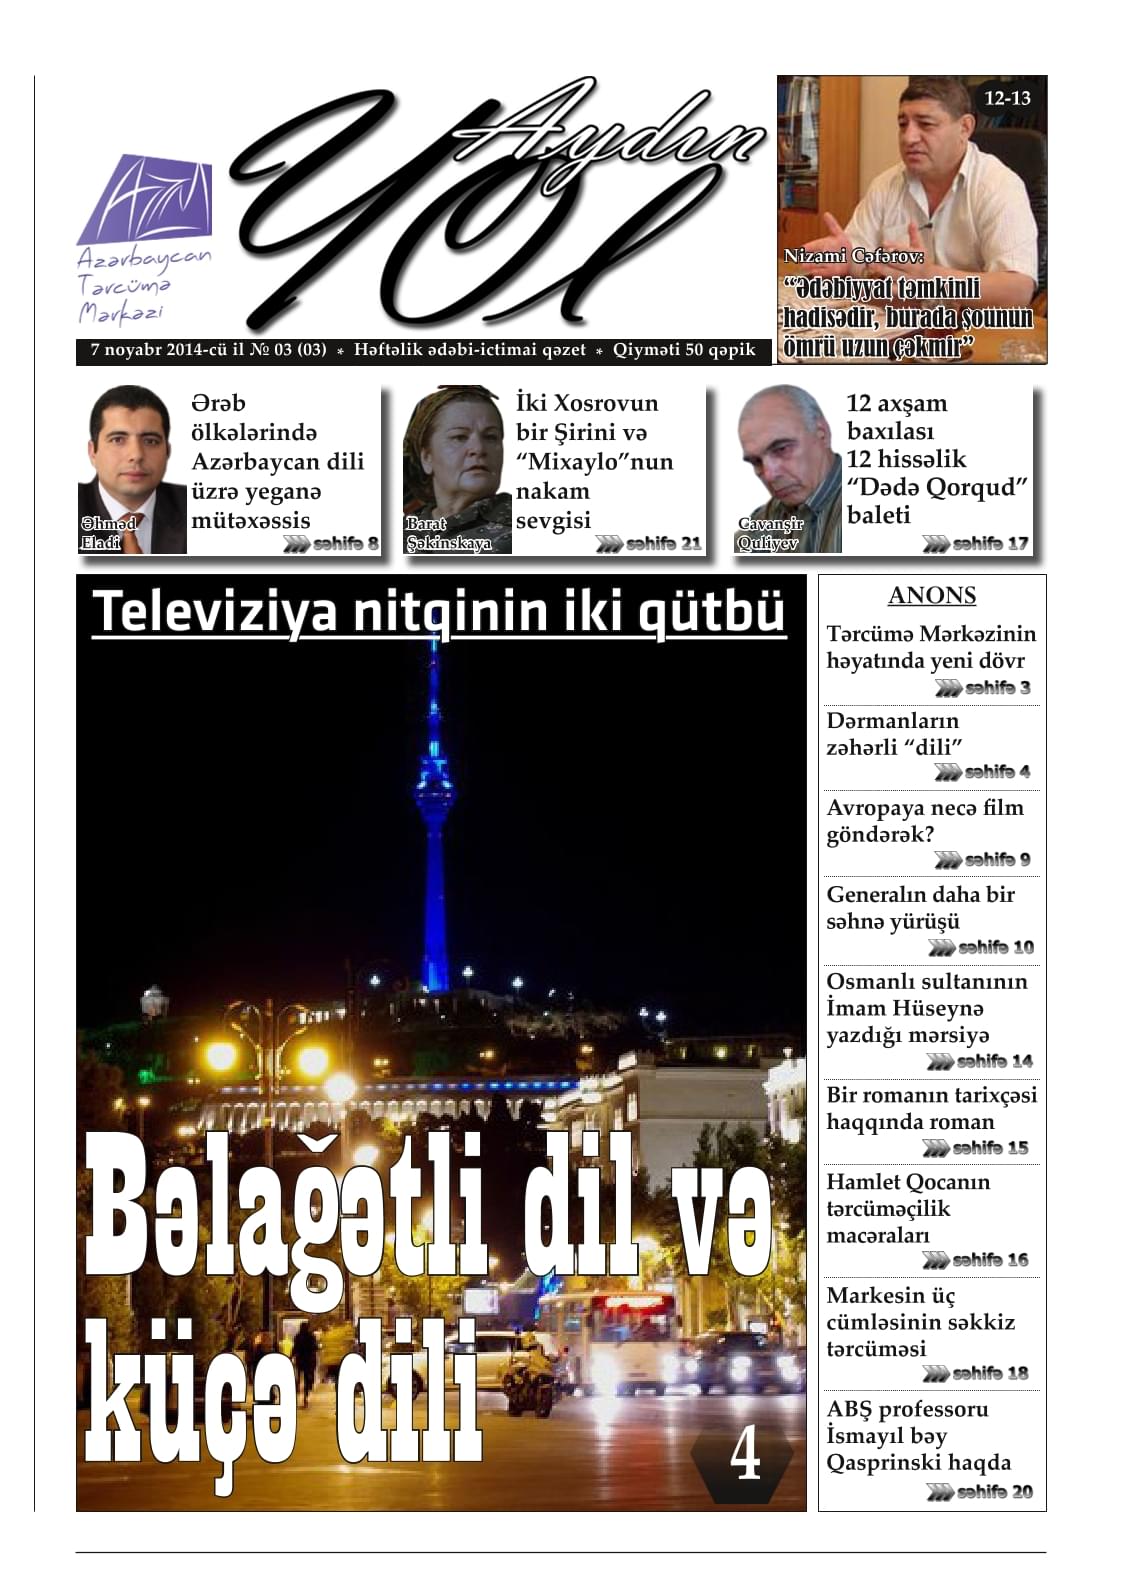 Aydın
YOl
Azərbaycan
Tərcümə
Mərkəzi
7 noyabr 2014-cü il № 03 (03) * Həftəlik ədəbi-ictimai qəzet * Qiyməti 50 qəpik
12-13
Nizami Cəfərov:
“Ədəbiyyat təmkinli
hadisədir, burada şounun
ömrü uzun çəkmir”
Ərəb
ölkələrində
Azərbaycan dili
üzrə yeganə
mütəxəssis
Əhməd
Eladi
səhifə 8
İki Xosrovun
bir Şirini və
“Mixaylo”nun
nakam
sevgisi
Barat
Şəkinskaya
səhifə 21
12 axşam
baxılası
12 hissəlik
“Dədə Qorqud”
baleti
Cavanşir
Quliyev
səhifə 17
Televiziya nitqinin iki qütbü
Bəlağətli dil və
küçə dili
4
ANONS
Tərcümə Mərkəzinin
həyatında yeni dövr
səhifə 3
Dərmanların
zəhərli “dili”
səhifə 4
Avropaya necə film
göndərək?
səhifə 9
Generalın daha bir
səhnə yürüşü
səhifə 10
Osmanlı sultanının
İmam Hüseynə
yazdığı mərsiyə
səhifə 14
Bir romanın tarixçəsi
haqqında roman
səhifə 15
Hamlet Qocanın
tərcüməçilik
macəraları
səhifə 16
Markesin üç
cümləsinin səkkiz
tərcüməsi
səhifə 18
ABŞ professoru
İsmayıl bəy
Qasprinski haqda
səhifə 20